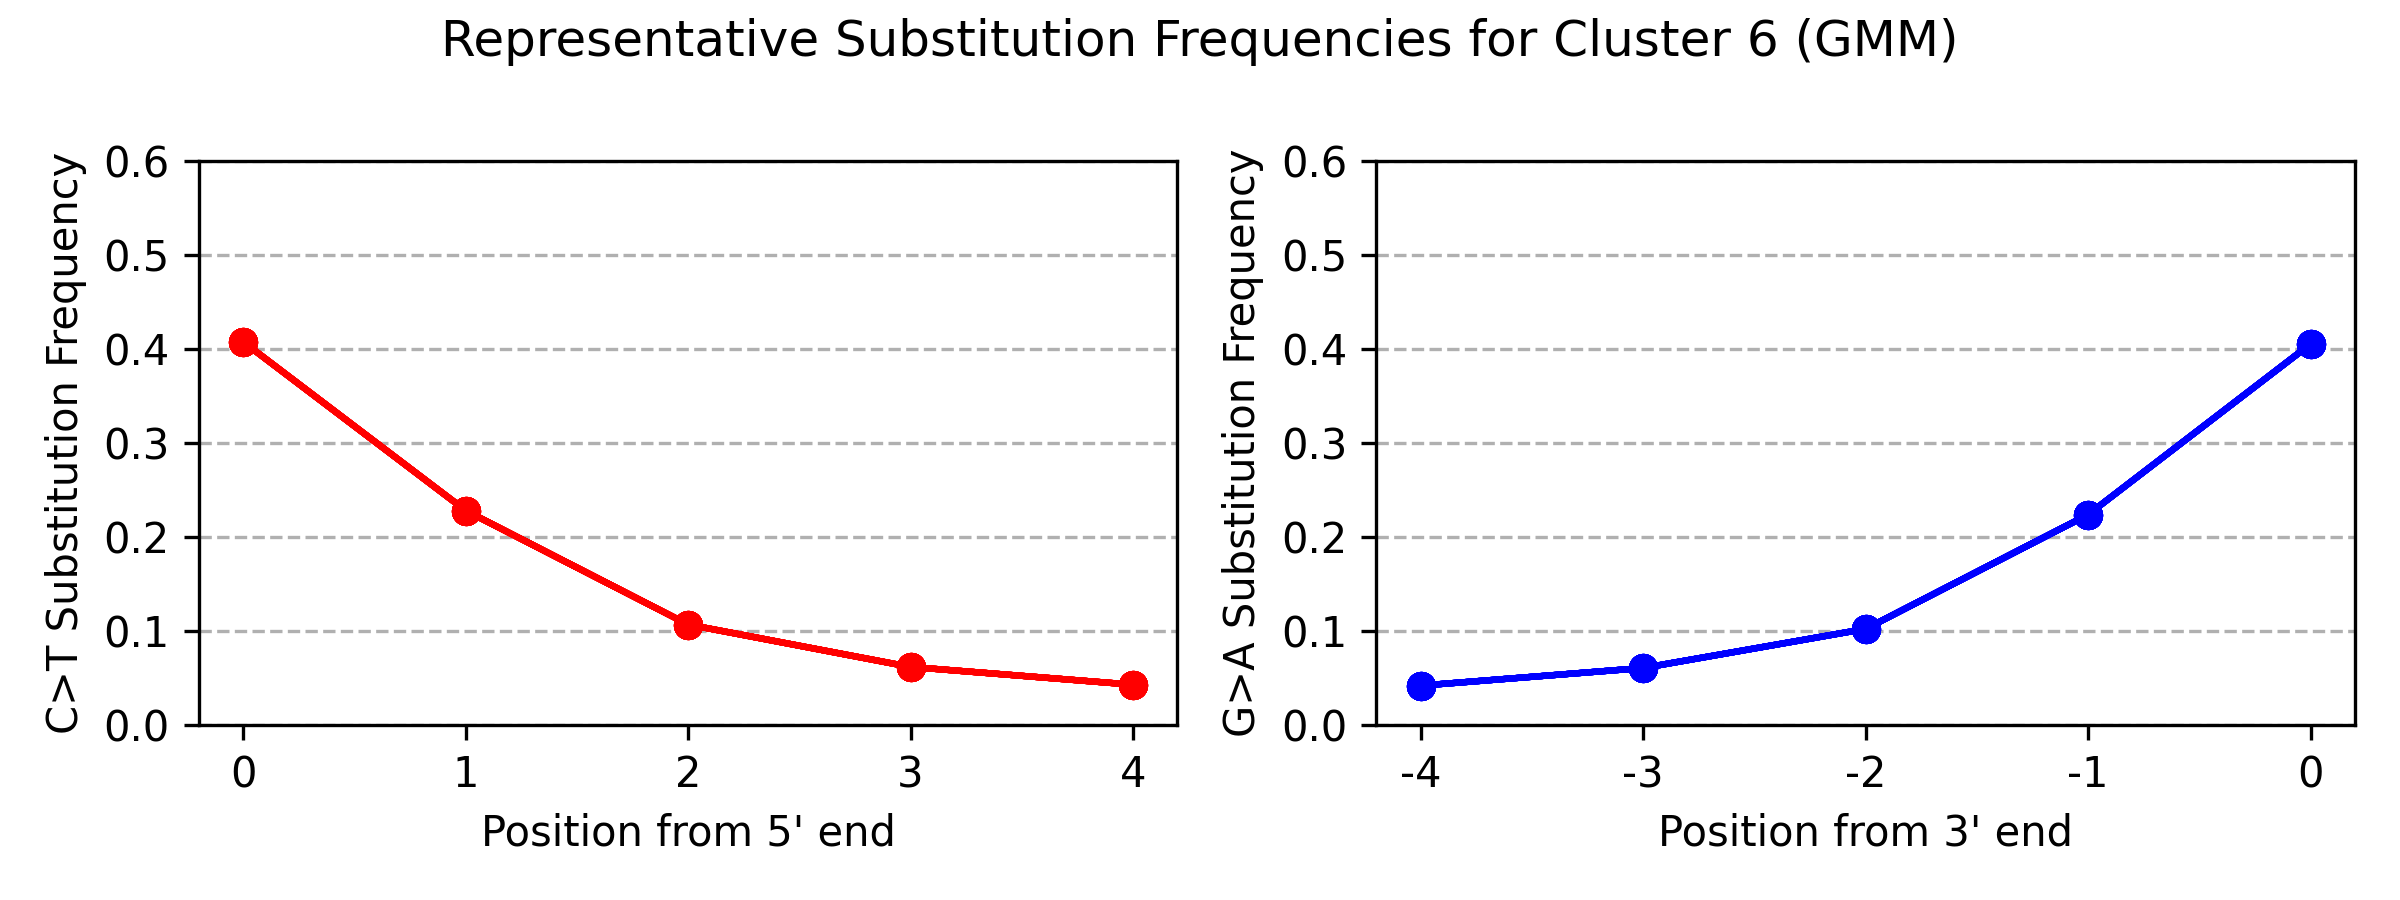 Representative Substitution Frequencies for Cluster 6 (GMM)
C>T Substitution Frequency
0.6
0.5
0.4
0.3
0.2
0.1
0.0
0 1 2 3 4
Position from 5' end
G>A Substitution Frequency
0.6
0.5
0.4
0.3
0.2
0.1
0.0
-4 -3 -2 -1 0
Position from 3' end